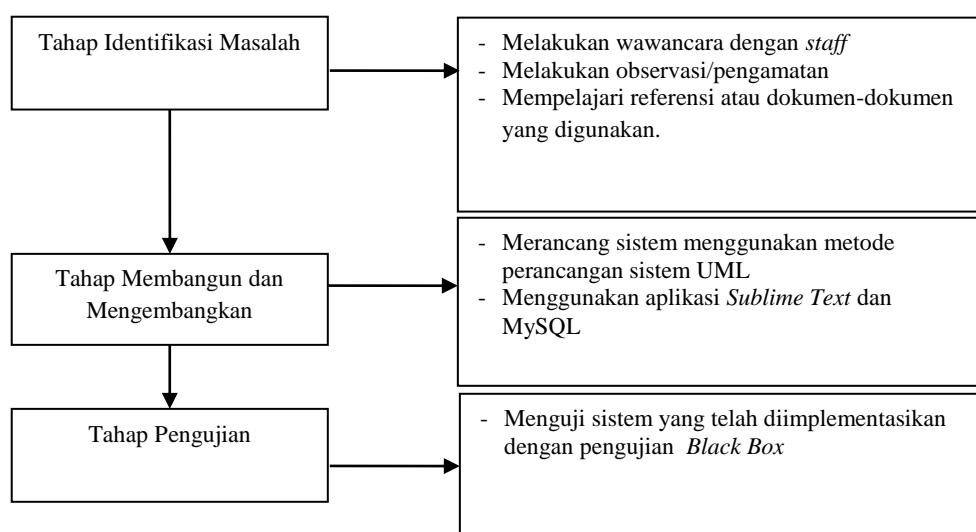 Tahap Identifikasi Masalah
- Melakukan wawancara dengan staff
- Melakukan observasi/pengamatan
- Mempelajari referensi atau dokumen-dokumen
yang digunakan.
Tahap Membangun dan
Mengembangkan
- Merancang sistem menggunakan metode
perancangan sistem UML
- Menggunakan aplikasi Sublime Text dan
MySQL
Tahap Pengujian
- Menguji sistem yang telah diimplementasikan
dengan pengujian Black Box